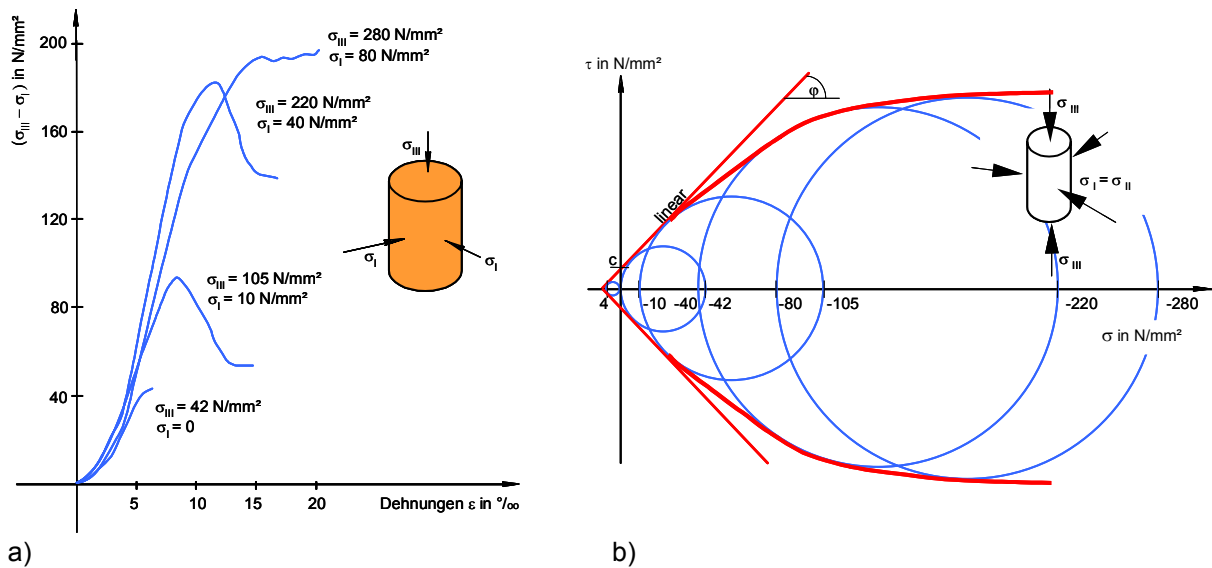 (σIII – σI) in N/mm²
200
160
120
80
40
5
10
15
20
Dehnungen ε in °/∞
σIII = 280 N/mm²
σI = 80 N/mm²
σIII = 220 N/mm²
σI = 40 N/mm²
σIII = 105 N/mm²
σI = 10 N/mm²
σIII = 42 N/mm²
σI = 0
σIII
σI
σI
a)
τ in N/mm²
φ
linear
c
4
-10
-40
-42
-80
-105
-220
-280
σ in N/mm²
σIII
σI = σII
σIII
b)